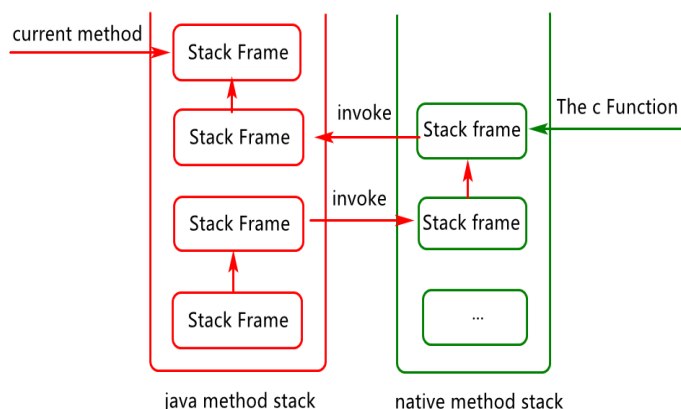 current method
Stack Frame
Stack Frame
invoke
Stack frame
The c Function
Stack Frame
invoke
Stack frame
Stack Frame
...
java method stack
native method stack